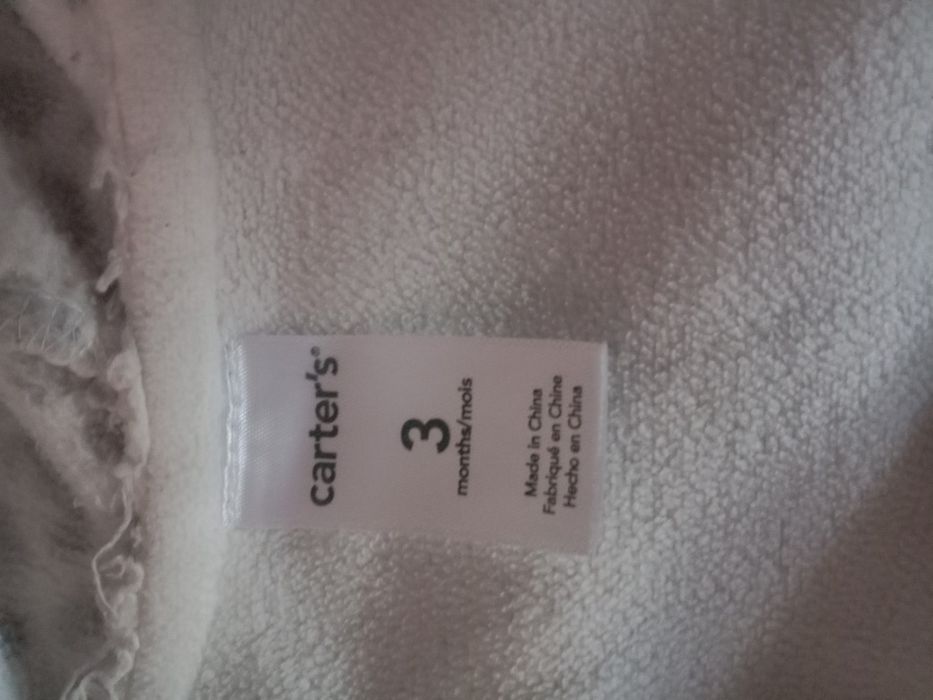 carter's®
3
months/mois
Made in China
Fabriqué en Chine
Hecho en China